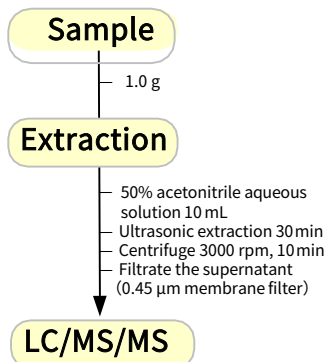 Sample
1.0 g
Extraction
50% acetonitrile aqueous
solution 10 mL
Ultrasonic extraction 30 min
Centrifuge 3000 rpm, 10 min
Filtrate the supernatant
(0.45 µm membrane filter)
LC/MS/MS